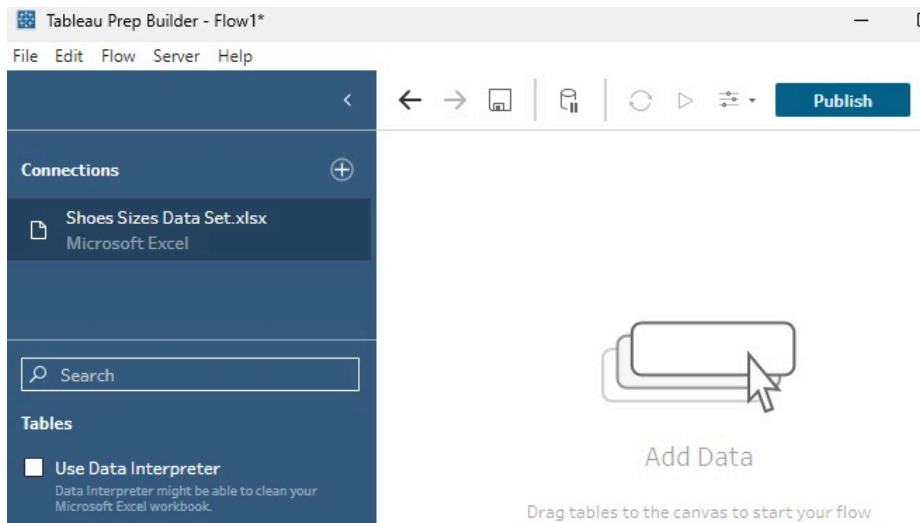 Tableau Prep Builder - Flow1*
File Edit Flow Server Help
Publish
Connections
Shoes Sizes Data Set.xlsx
Microsoft Excel
Search
Tables
Use Data Interpreter
Data Interpreter might be able to clean your
Microsoft Excel workbook.
Add Data
Drag tables to the canvas to start your flow